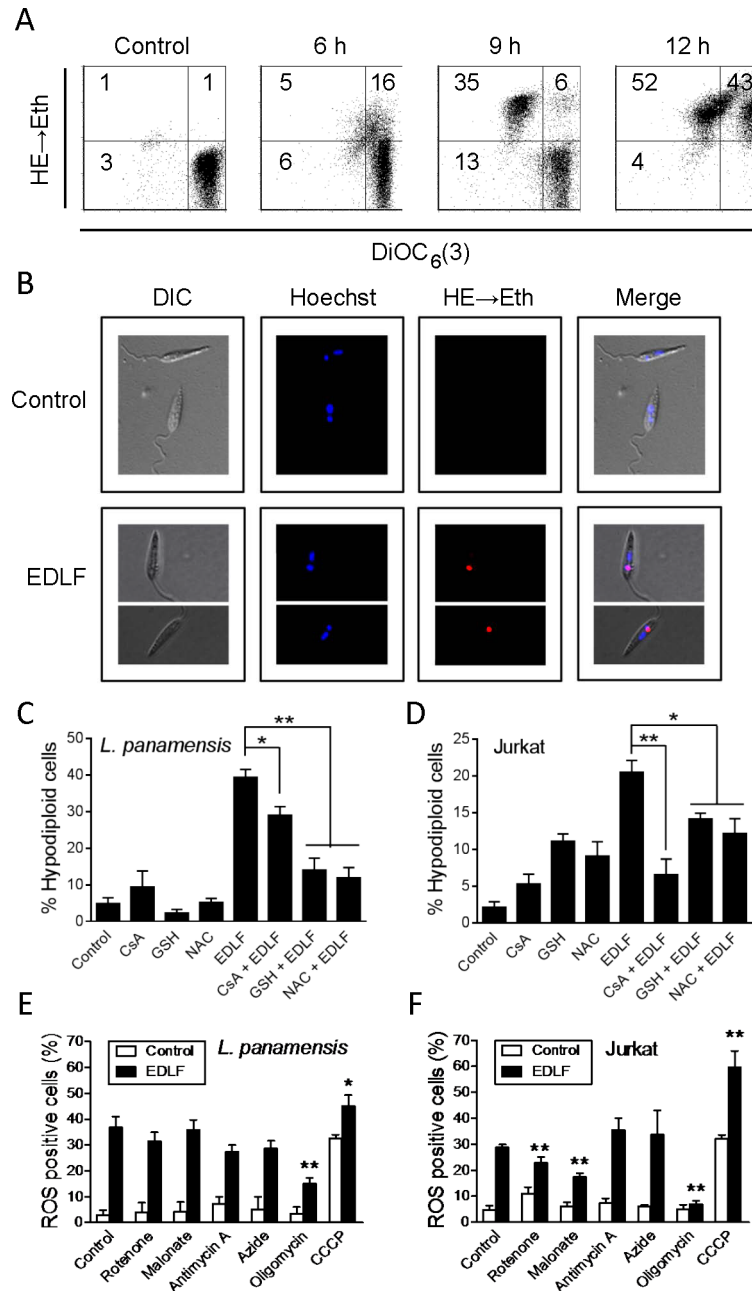 A
Control 6 h 9 h 12 h
HE→Eth
1 1 5 16 35 6 52 43
3 6 13 4
DiOC6(3)
B
DIC Hoechst HE→Eth Merge
Control
EDLF
C
L. panamensis
% Hypodiploid cells
50
40
30
20
10
0
**
*
Control CsA GSH NAC EDLF CsA + EDLF GSH + EDLF NAC + EDLF
D
Jurkat
% Hypodiploid cells
25
20
15
10
5
0
*
**
Control CsA GSH NAC EDLF CsA + EDLF GSH + EDLF NAC + EDLF
E
L. panamensis
Control
EDLF
ROS positive cells (%)
70
60
50
40
30
20
10
0
** *
Control Rotenone Malonate Antimycin A Azide Oligomycin CCCP
F
Jurkat
Control
EDLF
ROS positive cells (%)
70
60
50
40
30
20
10
0
** ** ** **
Control Rotenone Malonate Antimycin A Azide Oligomycin CCCP